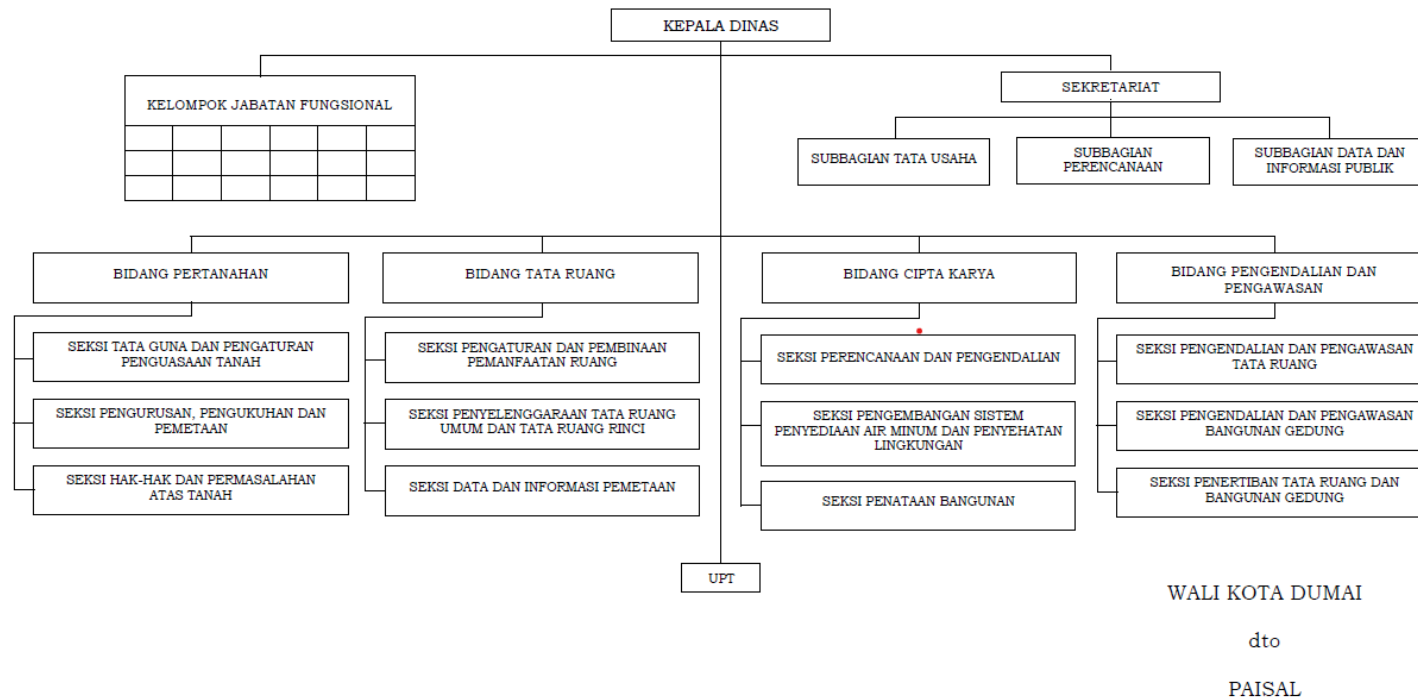 KEPALA DINAS
KELOMPOK JABATAN FUNGSIONAL
SEKRETARIAT
SUBBAGIAN TATA USAHA
SUBBAGIAN
PERENCANAAN
SUBBAGIAN DATA DAN
INFORMASI PUBLIK
BIDANG PERTANAHAN
SEKSI TATA GUNA DAN PENGATURAN
PENGUASAAN TANAH
SEKSI PENGURUSAN, PENGUKUHAN DAN
PEMETAAN
SEKSI HAK-HAK DAN PERMASALAHAN
ATAS TANAH
BIDANG TATA RUANG
SEKSI PENGATURAN DAN PEMBINAAN
PEMANFAATAN RUANG
SEKSI PENYELENGGARAAN TATA RUANG
UMUM DAN TATA RUANG RINCI
SEKSI DATA DAN INFORMASI PEMETAAN
BIDANG CIPTA KARYA
SEKSI PERENCANAAN DAN PENGENDALIAN
SEKSI PENGEMBANGAN SISTEM
PENYEDIAAN AIR MINUM DAN PENYEHATAN
LINGKUNGAN
SEKSI PENATAAN BANGUNAN
BIDANG PENGENDALIAN DAN
PENGAWASAN
SEKSI PENGENDALIAN DAN PENGAWASAN
TATA RUANG
SEKSI PENGENDALIAN DAN PENGAWASAN
BANGUNAN GEDUNG
SEKSI PENERTIBAN TATA RUANG DAN
BANGUNAN GEDUNG
UPT
WALI KOTA DUMAI
dto
PAISAL